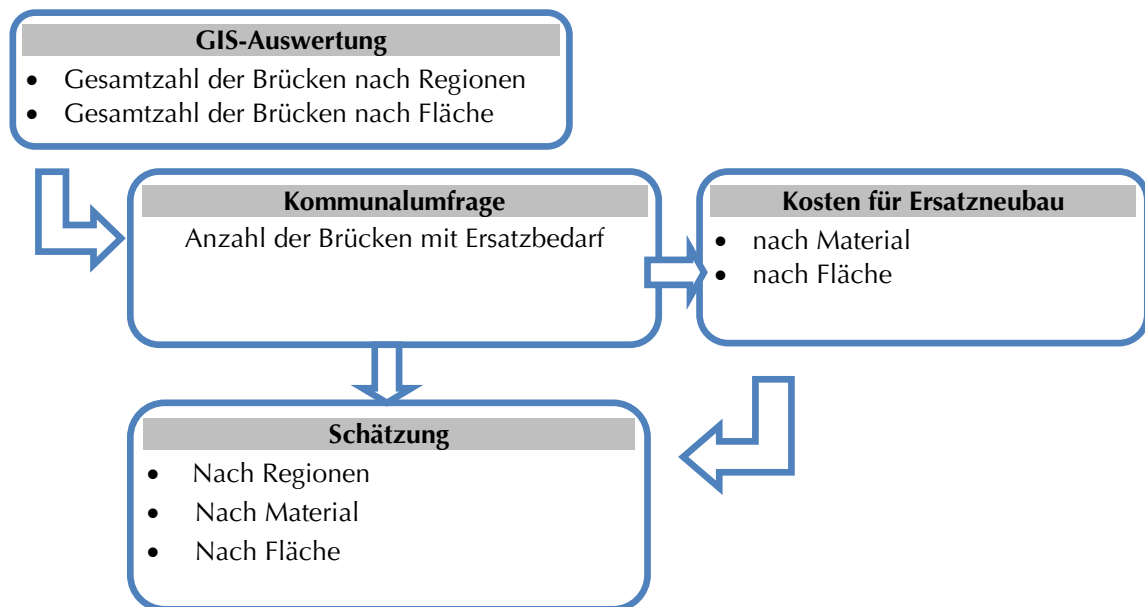 GIS-Auswertung
• Gesamtzahl der Brücken nach Regionen
• Gesamtzahl der Brücken nach Fläche
Kommunalumfrage
Anzahl der Brücken mit Ersatzbedarf
Kosten für Ersatzneubau
• nach Material
• nach Fläche
Schätzung
• Nach Regionen
• Nach Material
• Nach Fläche